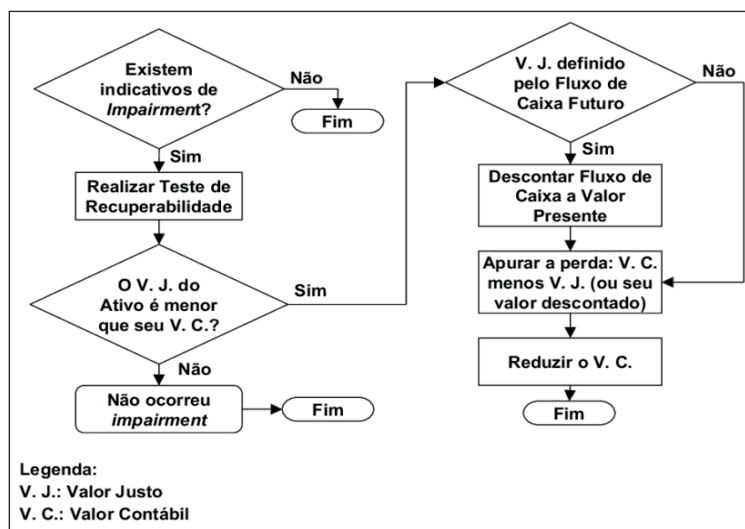 Existem
indicativos de
Impairment?
Não
Fim
Sim
Realizar Teste de
Recuperabilidade
O V. J. do
Ativo é menor
que seu V. C.?
Sim
Não
Não ocorreu
impairment
Fim
V. J. definido
pelo Fluxo de
Caixa Futuro
Não
Sim
Descontar Fluxo de
Caixa a Valor
Presente
Apurar a perda: V. C.
menos V. J. (ou seu
valor descontado)
Reduzir o V. C.
Fim
Legenda:
V. J.: Valor Justo
V. C.: Valor Contábil